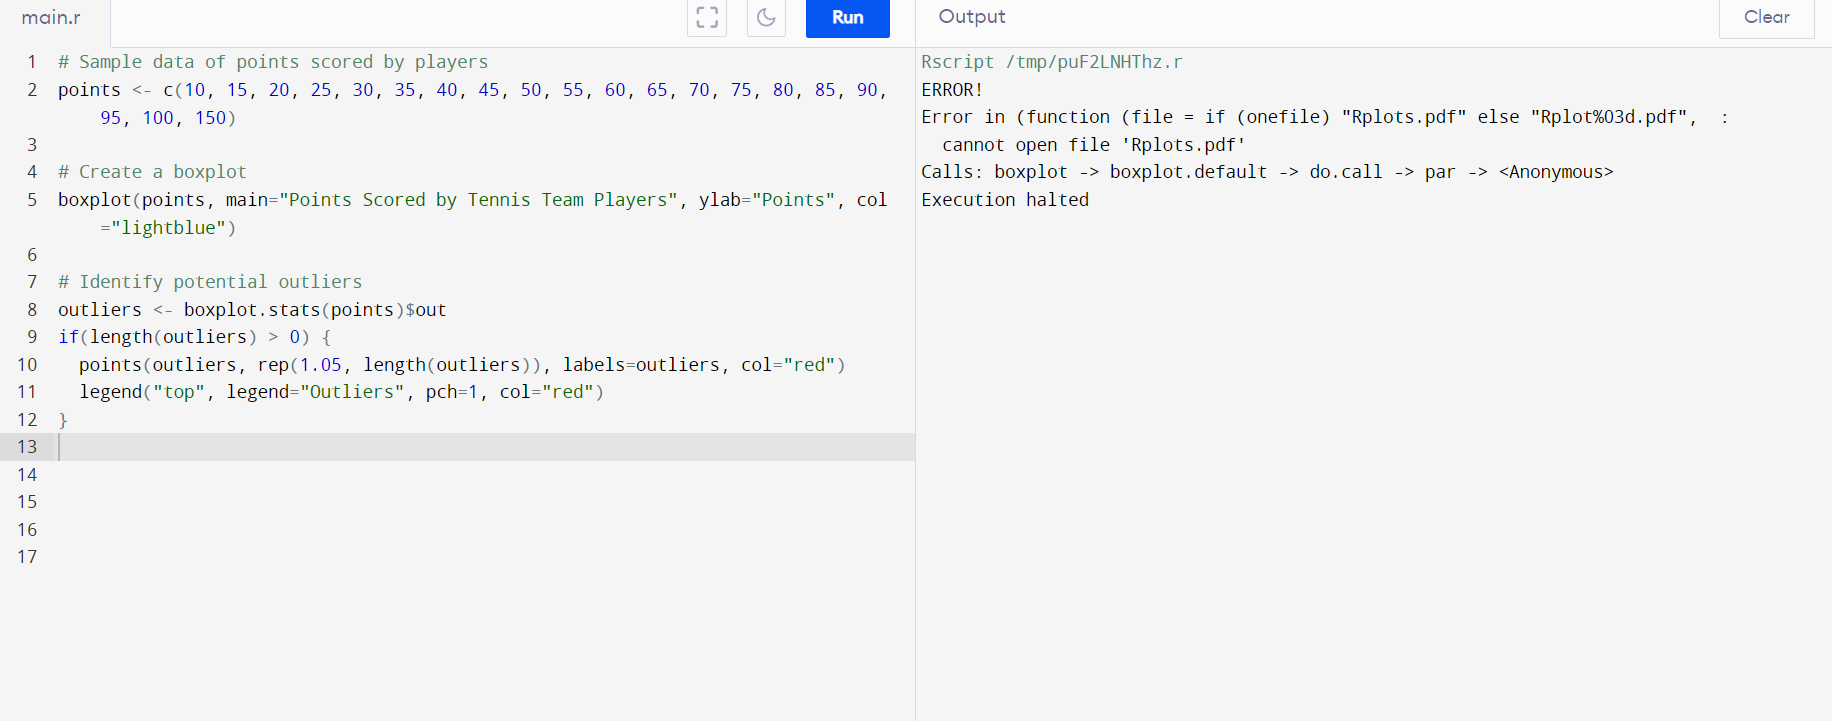 main.r
Run
Output
Clear
1 # Sample data of points scored by players
2 points <- c(10, 15, 20, 25, 30, 35, 40, 45, 50, 55, 60, 65, 70, 75, 80, 85, 90,
95, 100, 150)
3
4 # Create a boxplot
5 boxplot(points, main="Points Scored by Tennis Team Players", ylab="Points", col
="lightblue")
6
7 # Identify potential outliers
8 outliers <- boxplot.stats(points)$out
9 if(length(outliers) > 0) {
10 points(outliers, rep(1.05, length(outliers)), labels=outliers, col="red")
11 legend("top", legend="Outliers", pch=1, col="red")
12 }
13
14
15
16
17
Rscript /tmp/puF2LNHThz.r
ERROR!
Error in (function (file = if (onefile) "Rplots.pdf" else "Rplot%03d.pdf",  :
cannot open file 'Rplots.pdf'
Calls: boxplot -> boxplot.default -> do.call -> par -> <Anonymous>
Execution halted